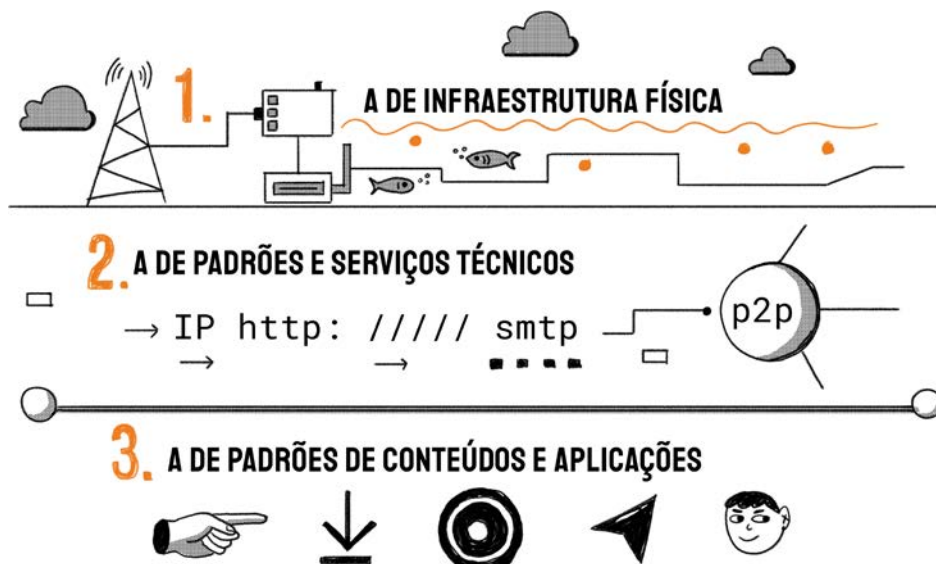 1. A DE INFRAESTRUTURA FÍSICA
2. A DE PADRÕES E SERVIÇOS TÉCNICOS
IP http: ///// smtp
p2p
3. A DE PADRÕES DE CONTEÚDOS E APLICAÇÕES